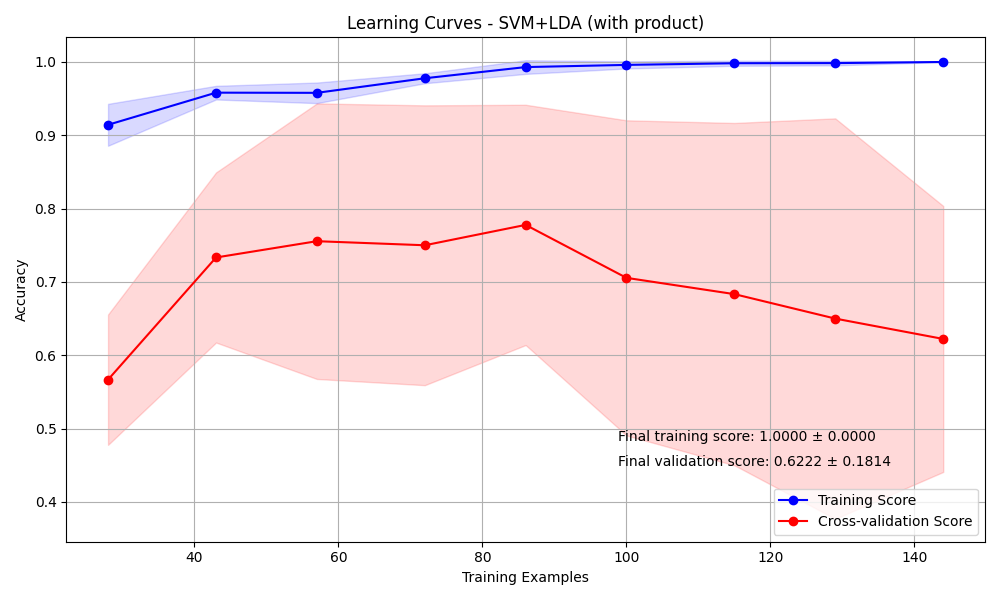 Learning Curves - SVM+LDA (with product)
Accuracy
1.0
0.9
0.8
0.7
0.6
0.5
0.4
Final training score: 1.0000 ± 0.0000
Final validation score: 0.6222 ± 0.1814
Training Score
Cross-validation Score
40 60 80 100 120 140
Training Examples